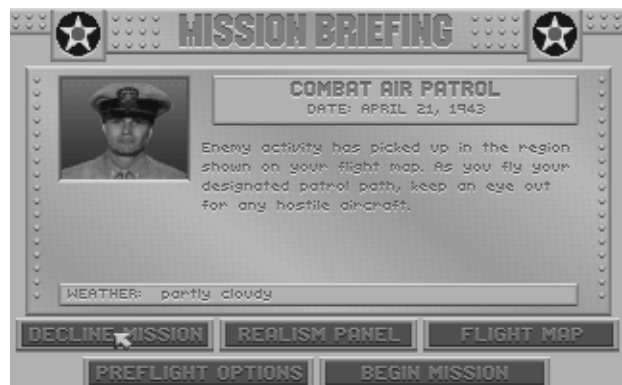 MISSION BRIEFING
COMBAT AIR PATROL
DATE: APRIL 21, 1943
Enemy activity has picked up in the region
shown on your flight map. As you fly your
designated patrol path, keep an eye out
for any hostile aircraft.
WEATHER: partly cloudy
DECLINE MISSION REALISM PANEL FLIGHT MAP
PREFLIGHT OPTIONS BEGIN MISSION